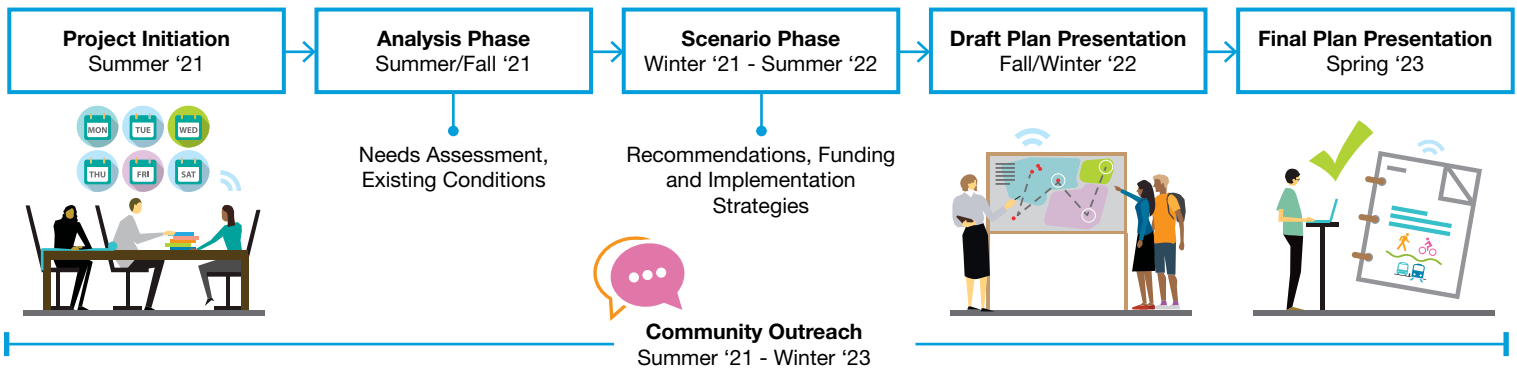 Project Initiation
Summer ‘21
Analysis Phase
Summer/Fall ‘21
Scenario Phase
Winter ‘21 - Summer ‘22
Draft Plan Presentation
Fall/Winter ‘22
Final Plan Presentation
Spring ‘23
MON
TUE
WED
THU
FRI
SAT
Needs Assessment,
Existing Conditions
Recommendations, Funding
and Implementation
Strategies
Community Outreach
Summer ‘21 - Winter ‘23